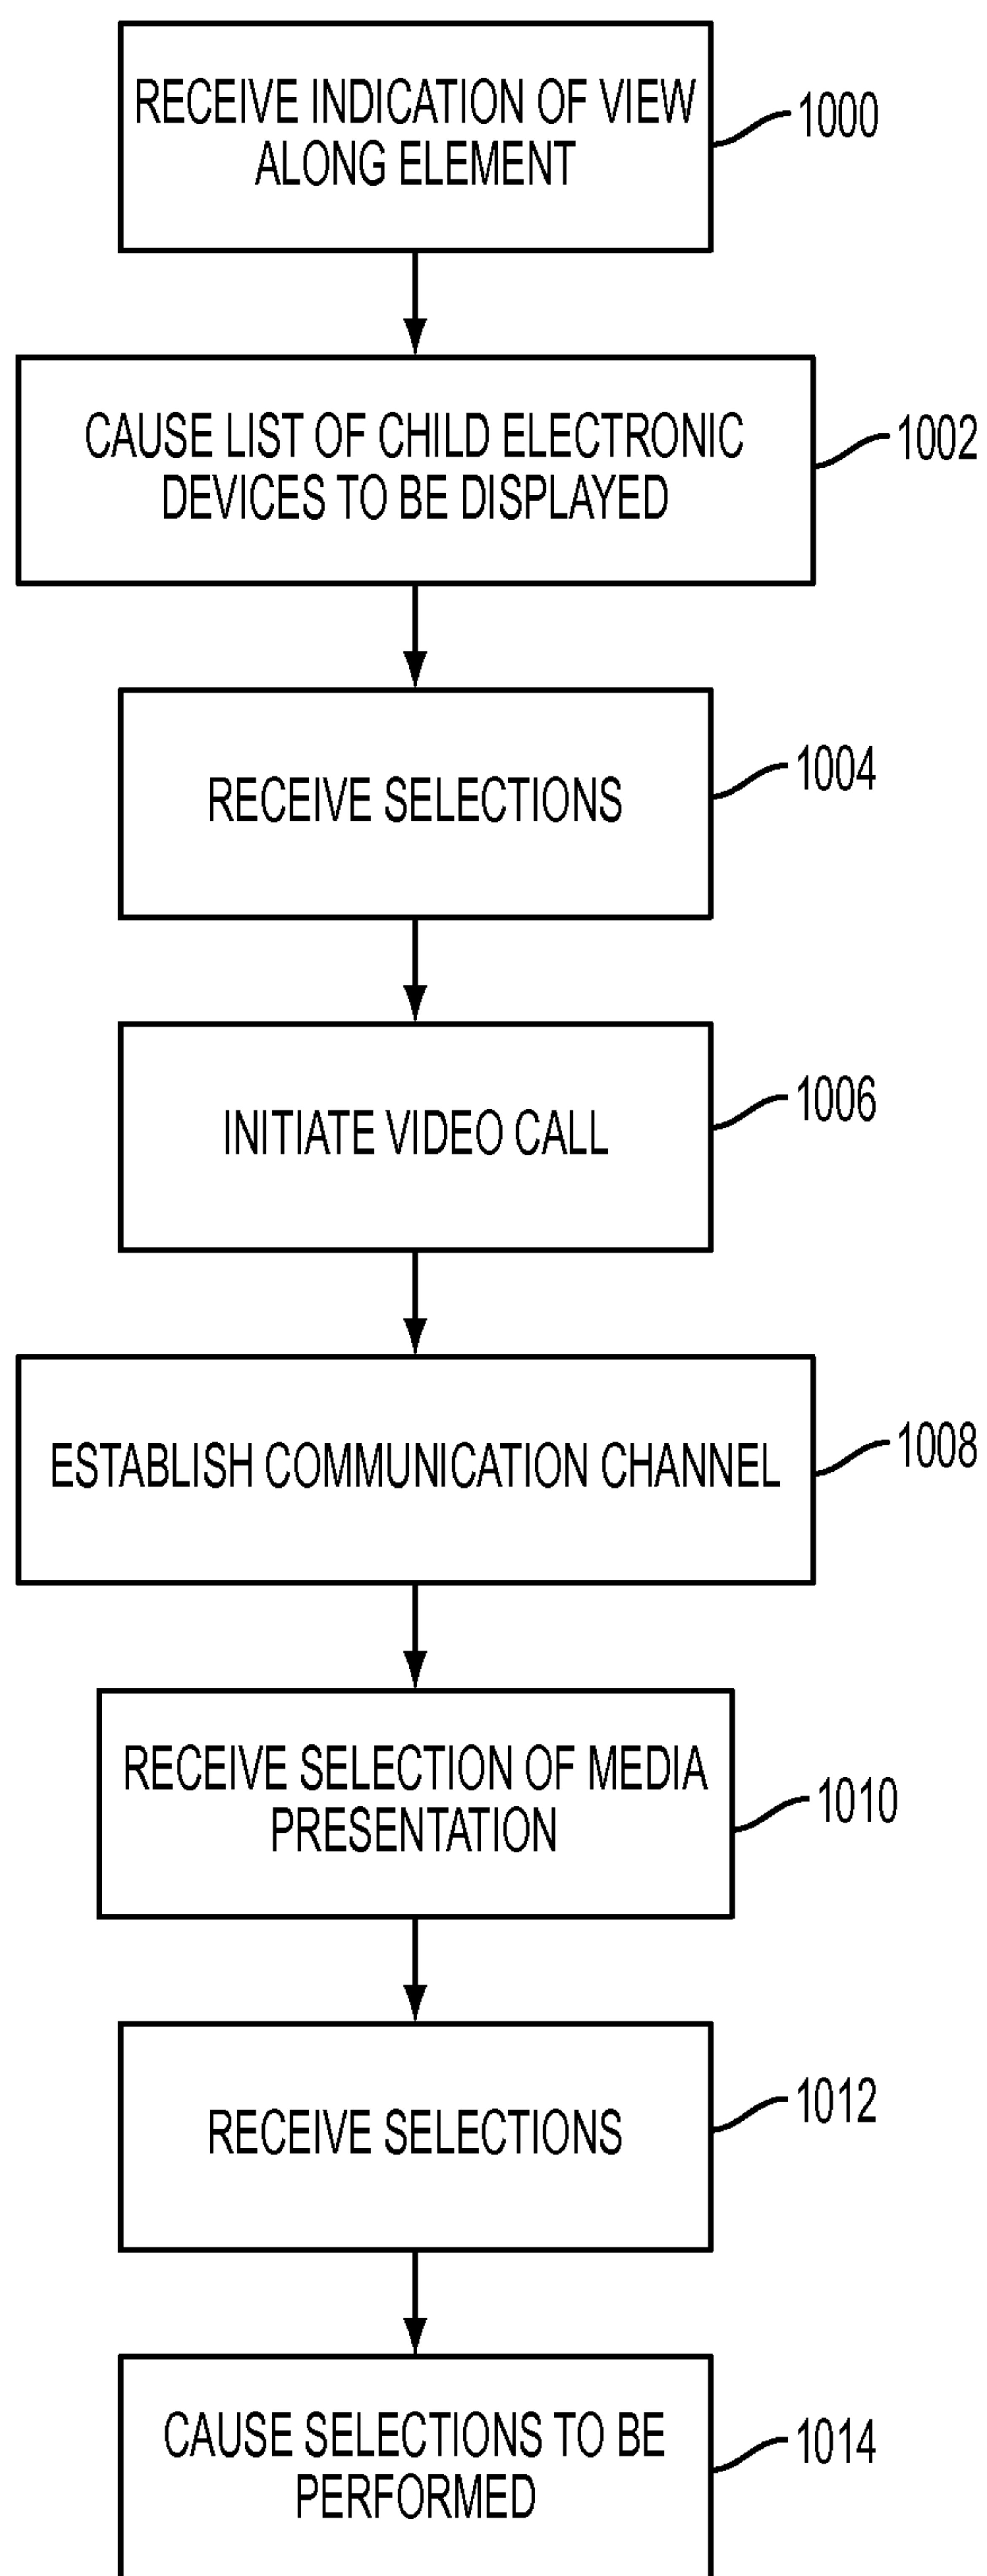 RECEIVE INDICATION OF VIEW
ALONG ELEMENT
1000
CAUSE LIST OF CHILD ELECTRONIC
DEVICES TO BE DISPLAYED
1002
RECEIVE SELECTIONS
1004
INITIATE VIDEO CALL
1006
ESTABLISH COMMUNICATION CHANNEL
1008
RECEIVE SELECTION OF MEDIA
PRESENTATION
1010
RECEIVE SELECTIONS
1012
CAUSE SELECTIONS TO BE
PERFORMED
1014